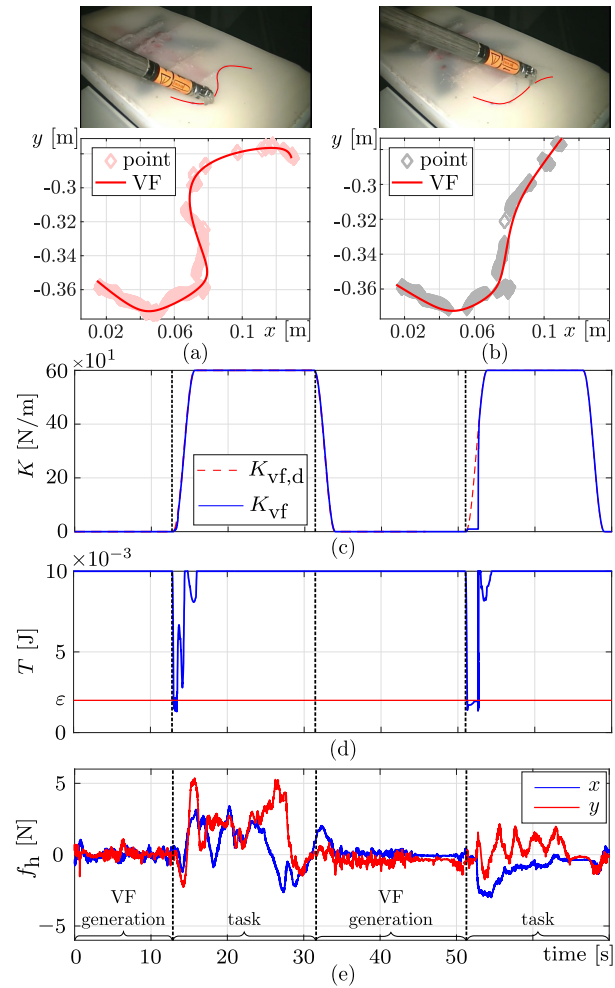 y [m] y [m]
point point
VF VF
-0.3 -0.3
-0.32 -0.32
-0.34 -0.34
-0.36 -0.36
0.02 0.06 0.1 x [m] 0.02 0.06 0.1 x [m]
(a) (b)
×10¹
60
40
20
0
K [N/m]
K_vf,d
K_vf
(c)
×10⁻³
10
5
ε
0
T [J]
(d)
5
0
−5
f_h [N]
x
y
VF generation
task
VF generation
task
0 10 20 30 40 50 time [s]
(e)